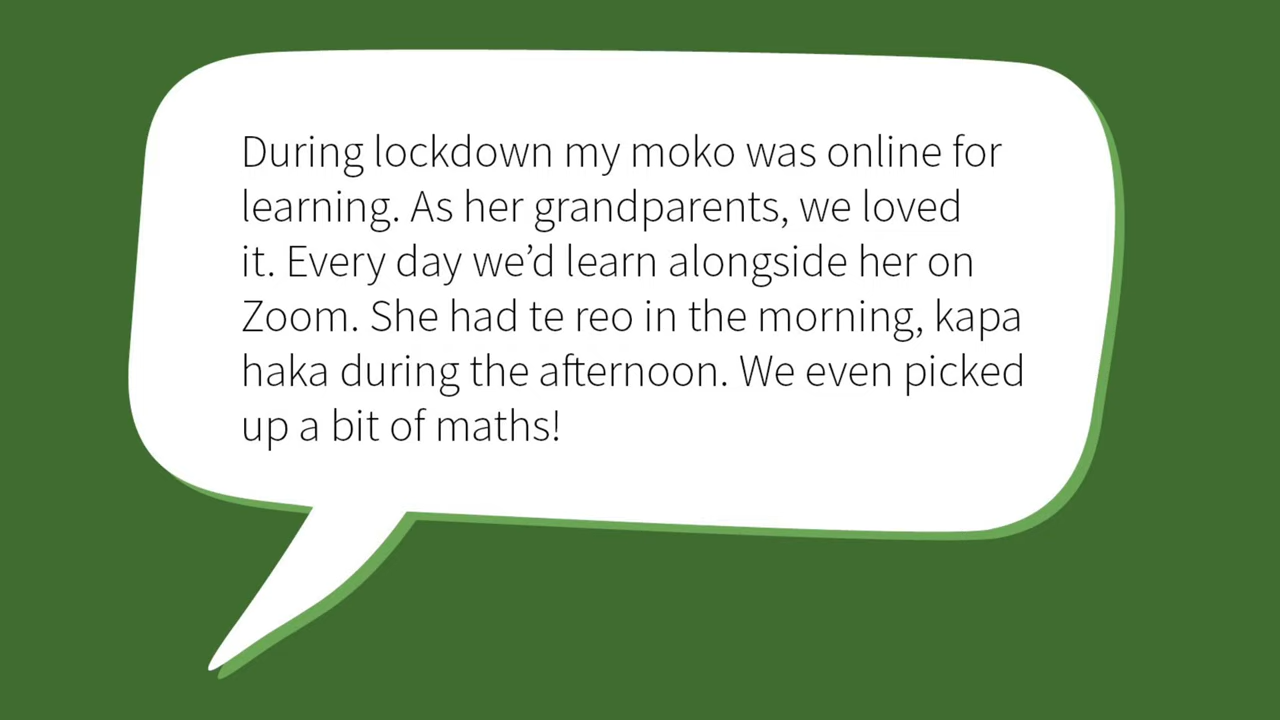 During lockdown my moko was online for
learning. As her grandparents, we loved
it. Every day we’d learn alongside her on
Zoom. She had te reo in the morning, kapa
haka during the afternoon. We even picked
up a bit of maths!